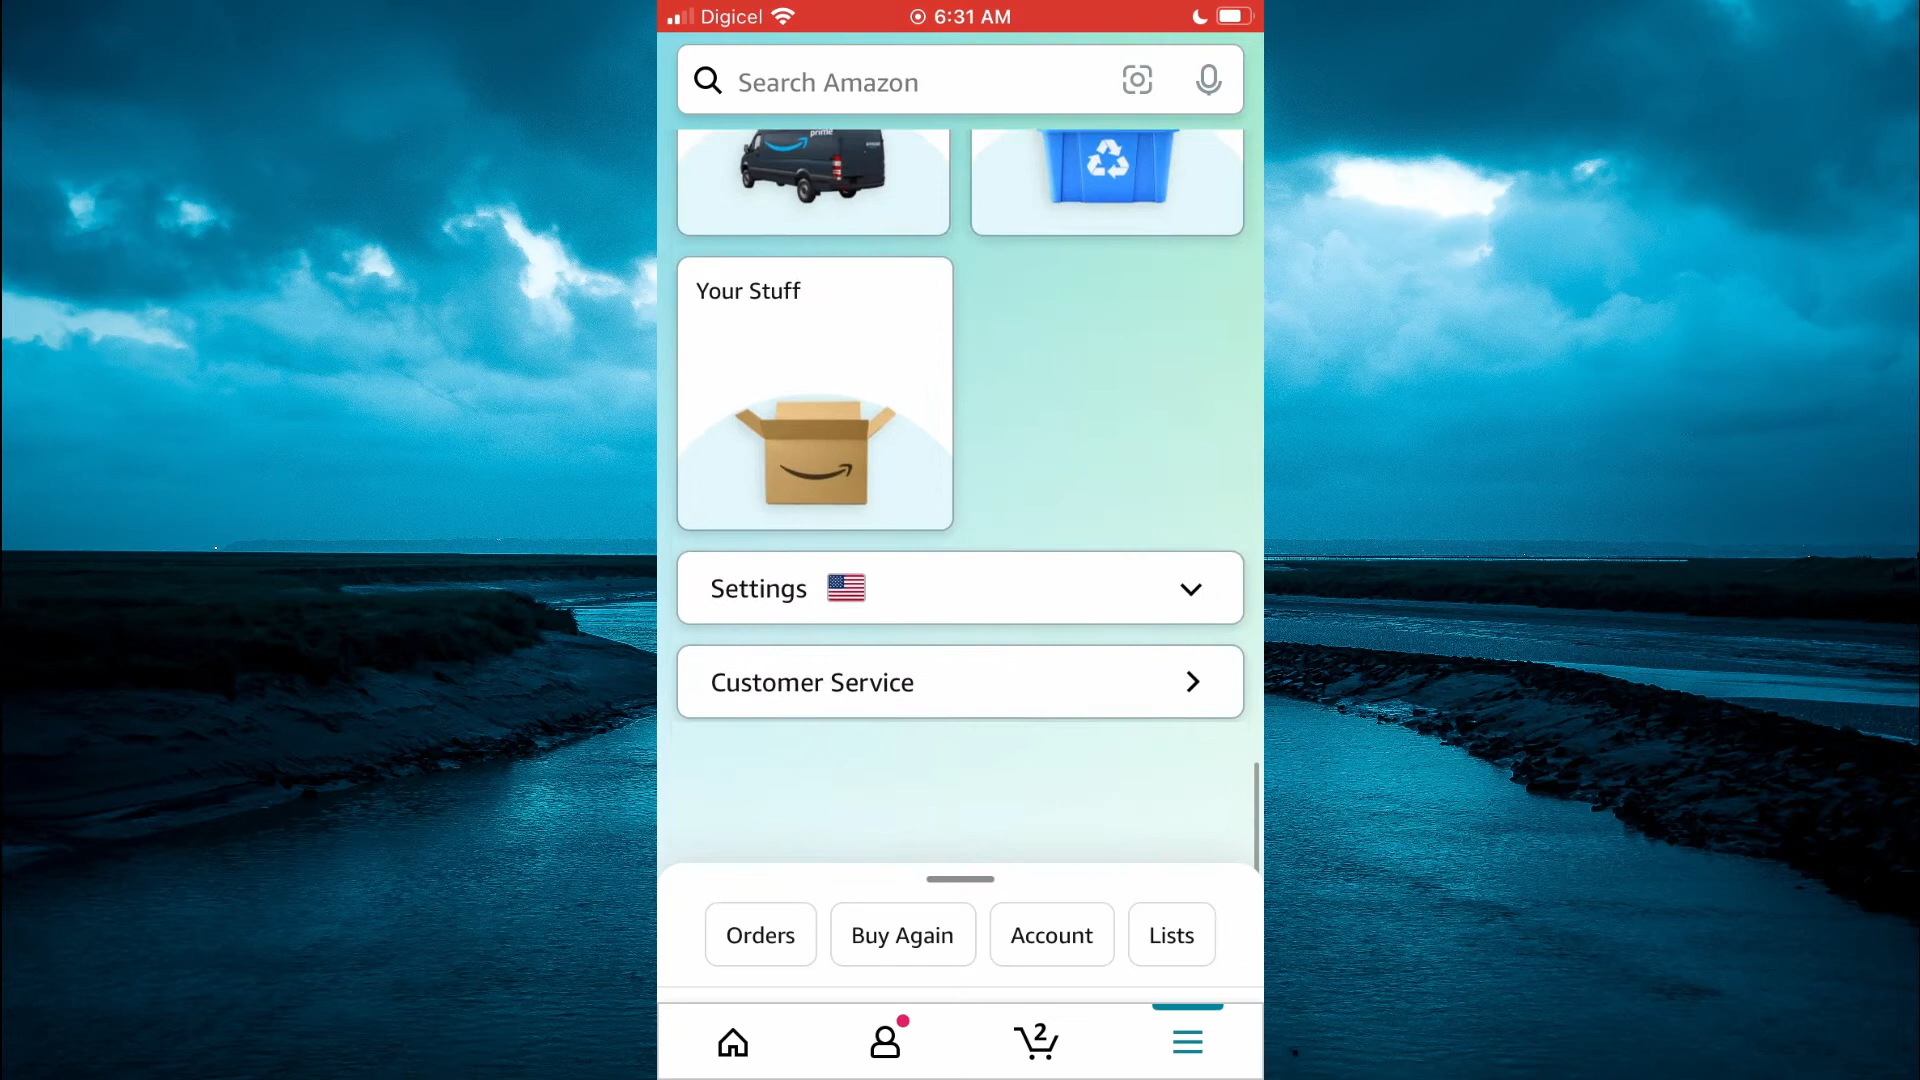 Digicel 6:31 AM
Search Amazon
prime
Your Stuff
Settings
Customer Service
Orders Buy Again Account Lists
2